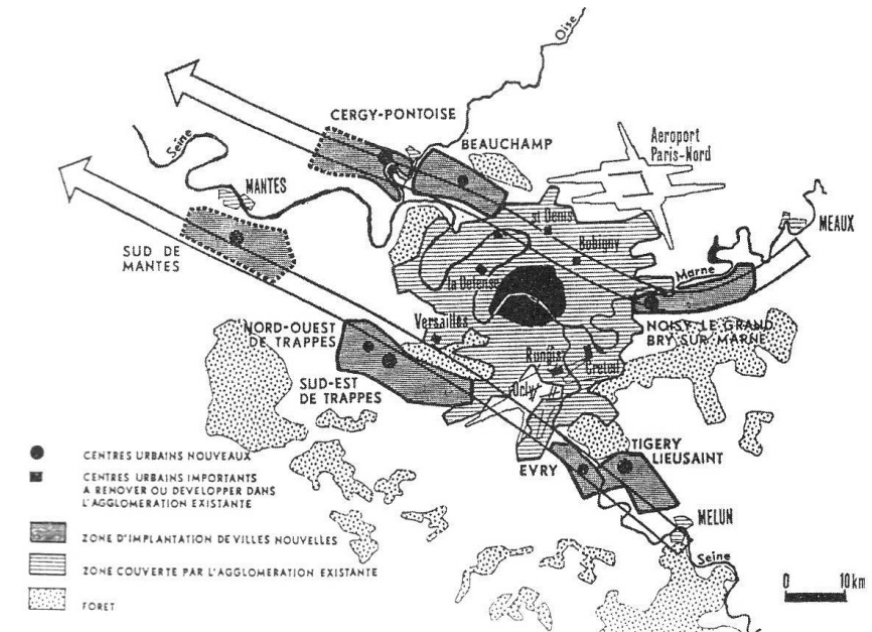 Oise
CERGY-PONTOISE
BEAUCHAMP
Aeroport
Paris-Nord
Seine
MANTES
St Denis
Bobigny
MEAUX
SUD DE
MANTES
la Defense
Marne
Versailles
NORD-OUEST
DE TRAPPES
NOISY-LE GRAND
BRY SUR MARNE
Rungis
Creteil
SUD-EST
DE TRAPPES
Orly
TIGERY
LIEUSAINT
EVRY
MELUN
Seine
CENTRES URBAINS NOUVEAUX
CENTRES URBAINS IMPORTANTS
A RENOVER OU DEVELOPPER DANS
L'AGGLOMERATION EXISTANTE
ZONE D'IMPLANTATION DE VILLES NOUVELLES
ZONE COUVERTE PAR L'AGGLOMERATION EXISTANTE
FORET
0 10 km